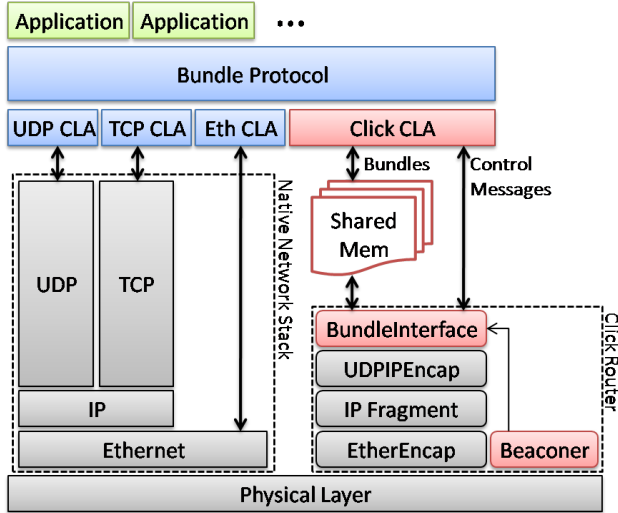 Application
Application
...
Bundle Protocol
UDP CLA
TCP CLA
Eth CLA
Click CLA
Bundles
Control
Messages
Shared
Mem
Native Network Stack
UDP
TCP
IP
Ethernet
BundleInterface
UDPIPEncap
IP Fragment
EtherEncap
Beaconer
Click Router
Physical Layer